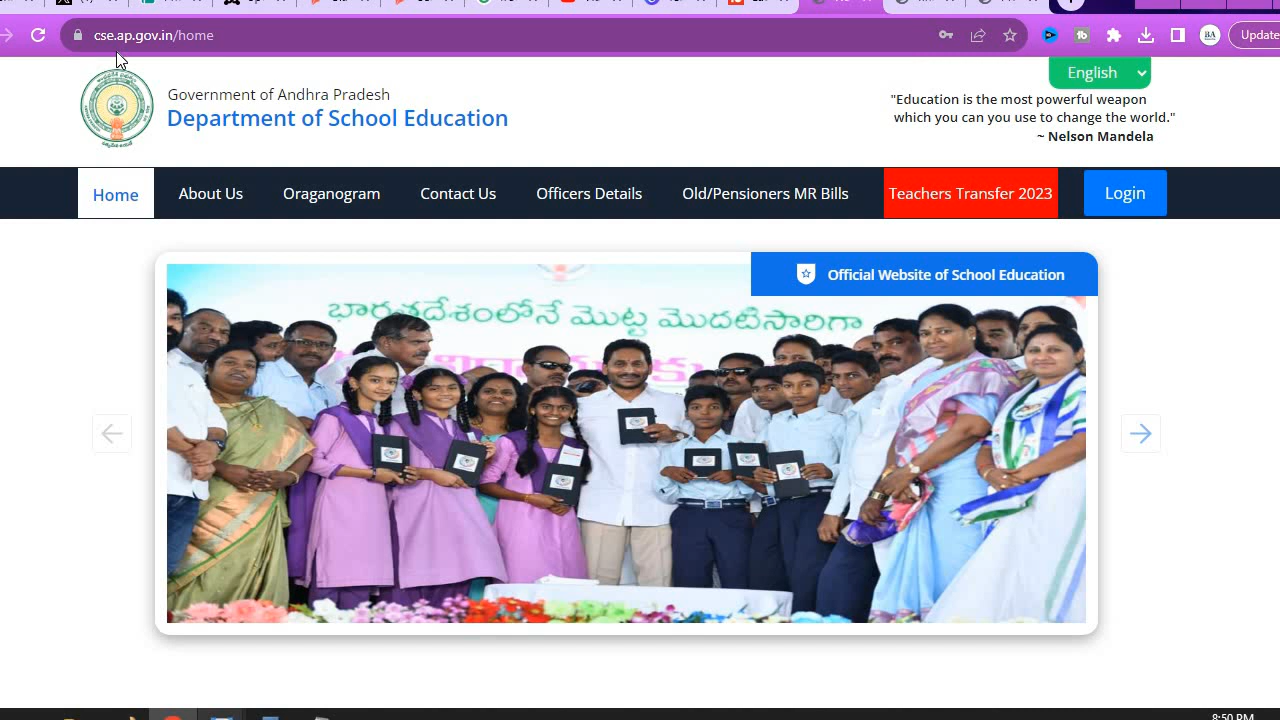 cse.ap.gov.in/home
Update
English
Government of Andhra Pradesh
Department of School Education
"Education is the most powerful weapon
which you can you use to change the world."
~ Nelson Mandela
Home About Us Oraganogram Contact Us Officers Details Old/Pensioners MR Bills Teachers Transfer 2023 Login
Official Website of School Education
భారతదేశంలోనే మొట్ట మొదటిసారిగా
8:50 PM